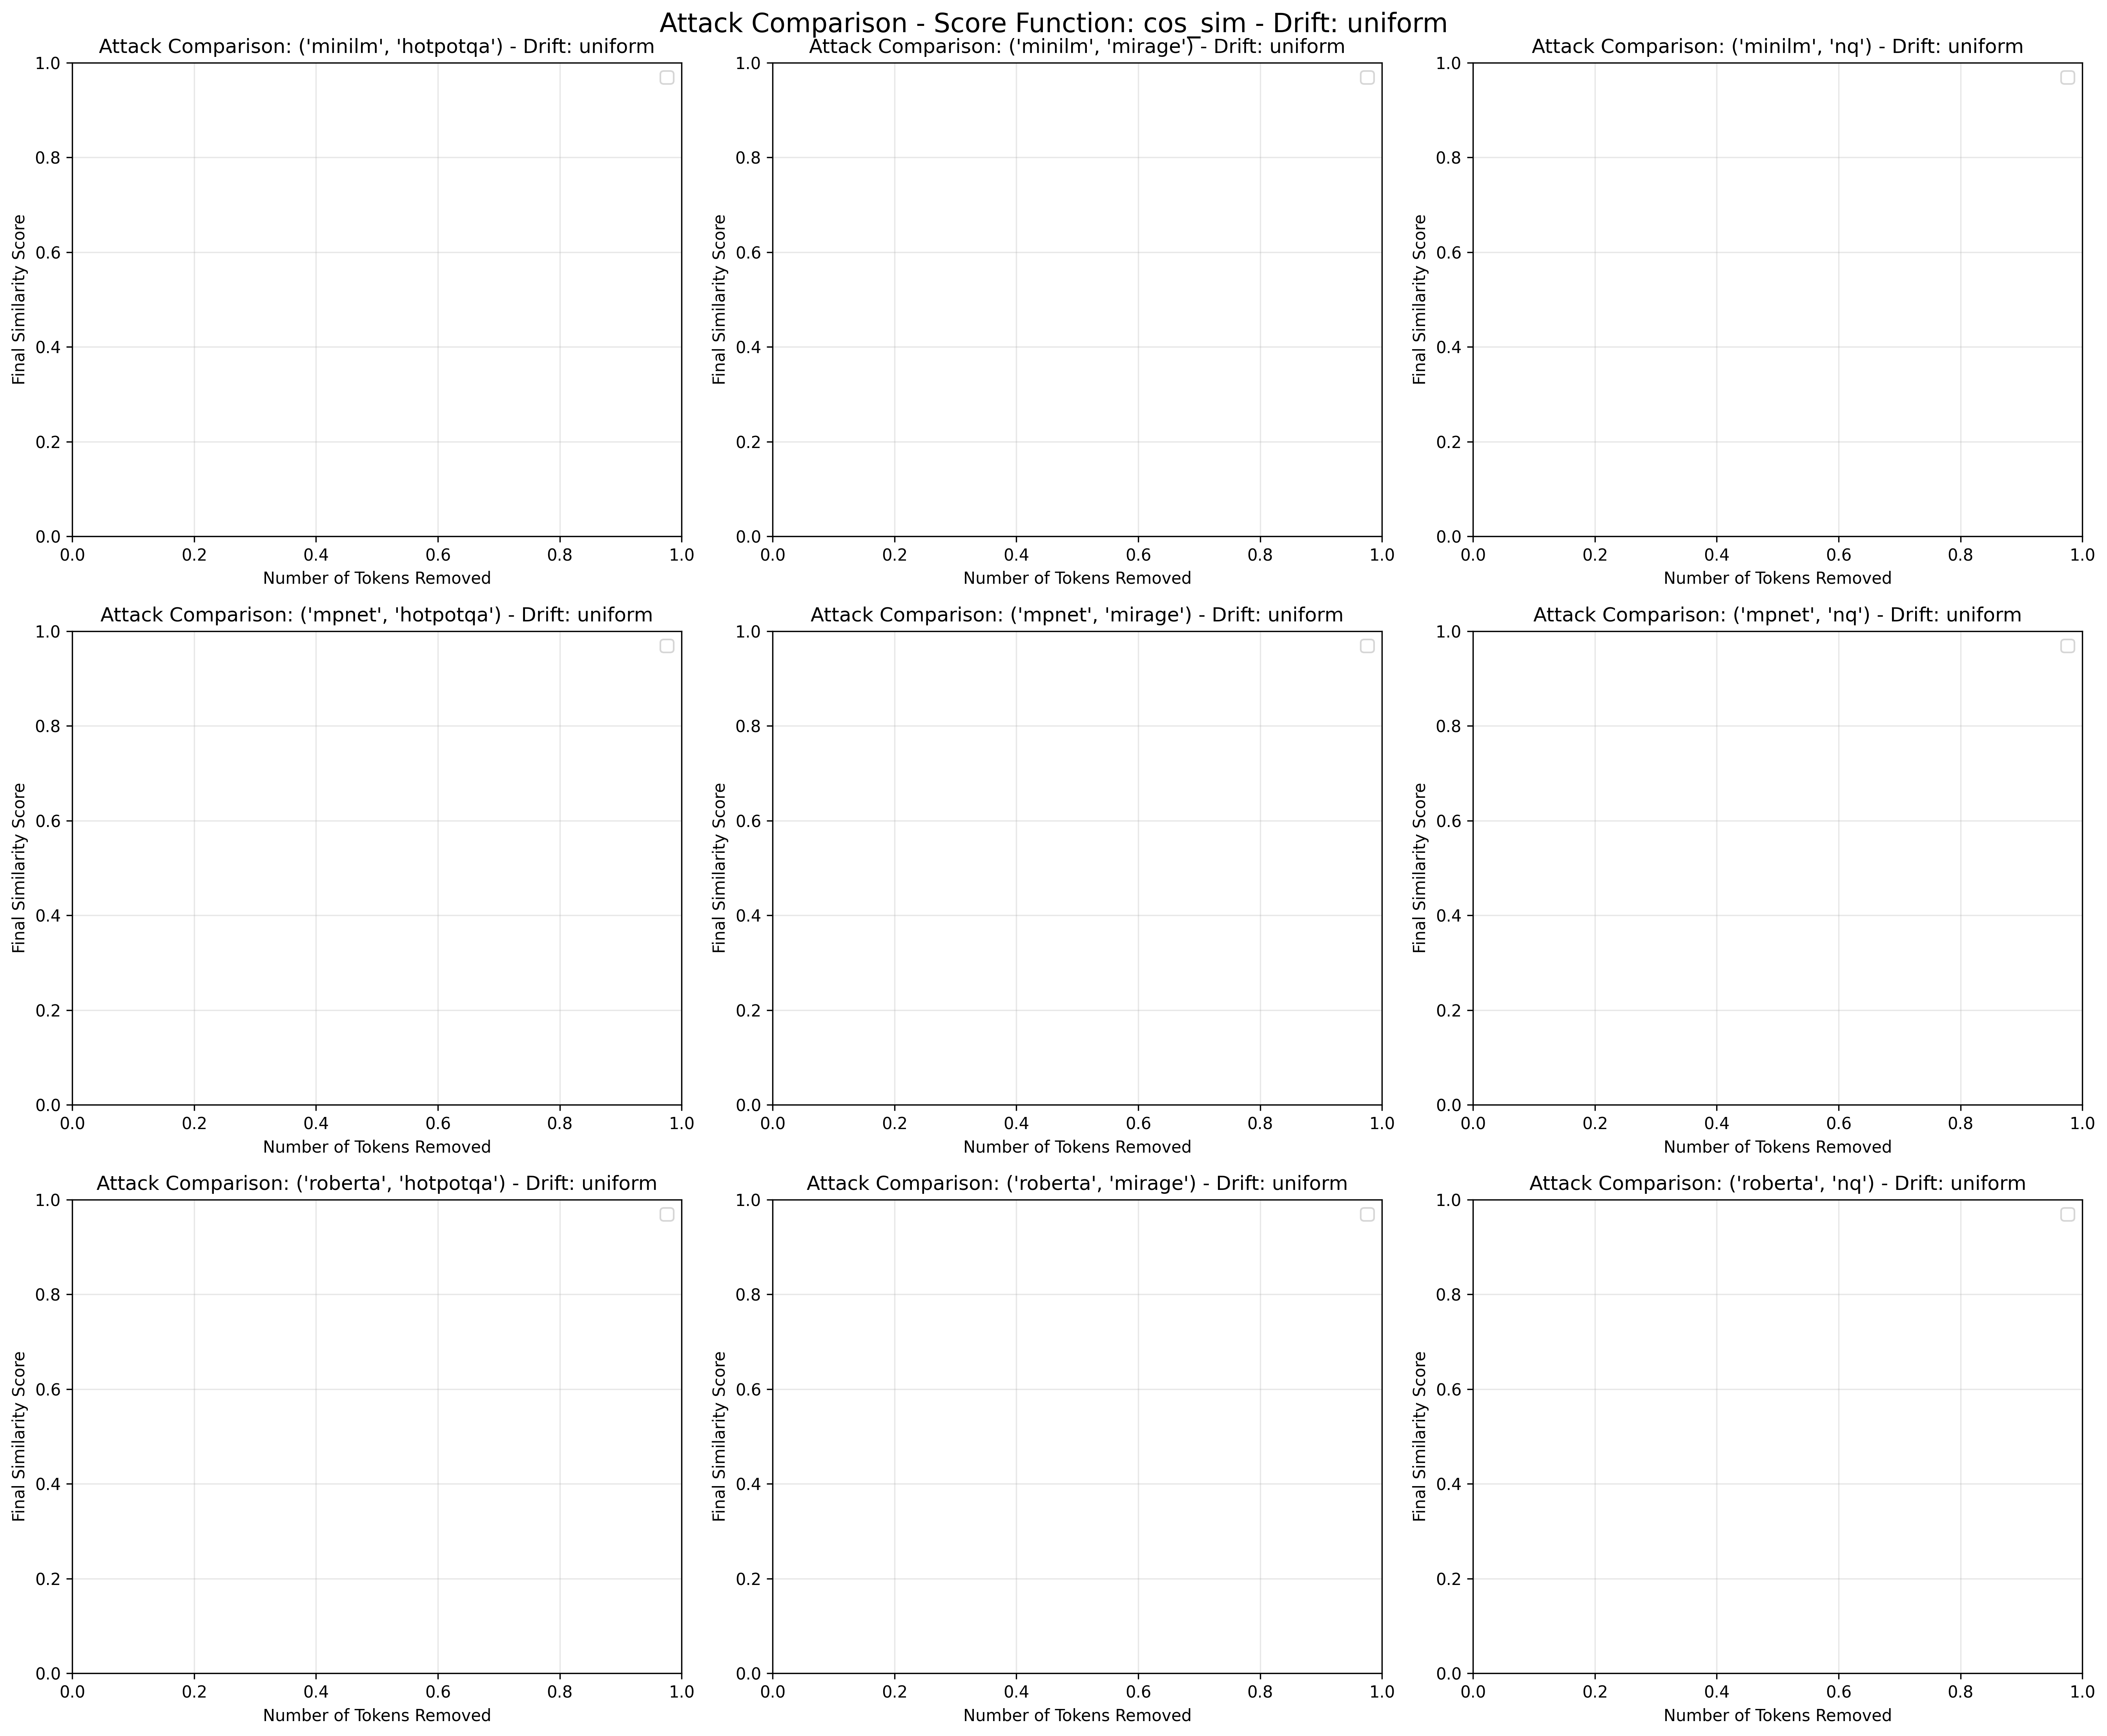 Attack Comparison - Score Function: cos_sim - Drift: uniform
Attack Comparison: ('minilm', 'hotpotqa') - Drift: uniform
1.0
0.8
0.6
0.4
0.2
0.0
Final Similarity Score
0.0 0.2 0.4 0.6 0.8 1.0
Number of Tokens Removed
Attack Comparison: ('minilm', 'mirage') - Drift: uniform
1.0
0.8
0.6
0.4
0.2
0.0
Final Similarity Score
0.0 0.2 0.4 0.6 0.8 1.0
Number of Tokens Removed
Attack Comparison: ('minilm', 'nq') - Drift: uniform
1.0
0.8
0.6
0.4
0.2
0.0
Final Similarity Score
0.0 0.2 0.4 0.6 0.8 1.0
Number of Tokens Removed
Attack Comparison: ('mpnet', 'hotpotqa') - Drift: uniform
1.0
0.8
0.6
0.4
0.2
0.0
Final Similarity Score
0.0 0.2 0.4 0.6 0.8 1.0
Number of Tokens Removed
Attack Comparison: ('mpnet', 'mirage') - Drift: uniform
1.0
0.8
0.6
0.4
0.2
0.0
Final Similarity Score
0.0 0.2 0.4 0.6 0.8 1.0
Number of Tokens Removed
Attack Comparison: ('mpnet', 'nq') - Drift: uniform
1.0
0.8
0.6
0.4
0.2
0.0
Final Similarity Score
0.0 0.2 0.4 0.6 0.8 1.0
Number of Tokens Removed
Attack Comparison: ('roberta', 'hotpotqa') - Drift: uniform
1.0
0.8
0.6
0.4
0.2
0.0
Final Similarity Score
0.0 0.2 0.4 0.6 0.8 1.0
Number of Tokens Removed
Attack Comparison: ('roberta', 'mirage') - Drift: uniform
1.0
0.8
0.6
0.4
0.2
0.0
Final Similarity Score
0.0 0.2 0.4 0.6 0.8 1.0
Number of Tokens Removed
Attack Comparison: ('roberta', 'nq') - Drift: uniform
1.0
0.8
0.6
0.4
0.2
0.0
Final Similarity Score
0.0 0.2 0.4 0.6 0.8 1.0
Number of Tokens Removed